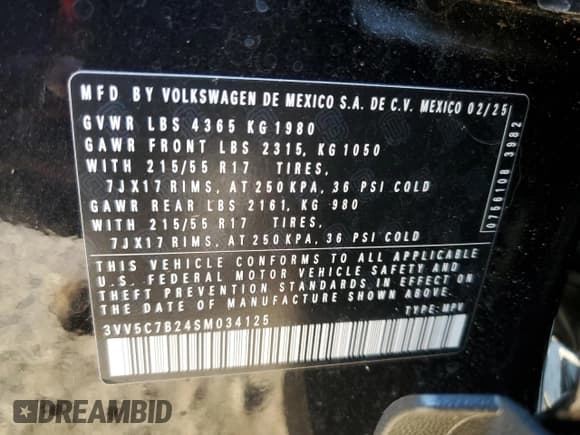 MFD BY VOLKSWAGEN DE MEXICO S.A. DE C.V. MEXICO 02/25
GVWR LBS 4365 KG 1980
GAWR FRONT LBS 2315, KG 1050
WITH 215/55 R17 TIRES,
7JX17 RIMS, AT 250 KPA, 36 PSI COLD
GAWR REAR LBS 2161, KG 980
WITH 215/55 R17 TIRES,
7JX17 RIMS, AT 250 KPA, 36 PSI COLD
THIS VEHICLE CONFORMS TO ALL APPLICABLE
U.S. FEDERAL MOTOR VEHICLE SAFETY AND
THEFT PREVENTION STANDARDS IN EFFECT ON
THE DATE OF MANUFACTURE SHOWN ABOVE.
3VV5C7B24SM034125 TYPE: MPV
0756108 3982
DREAMBID